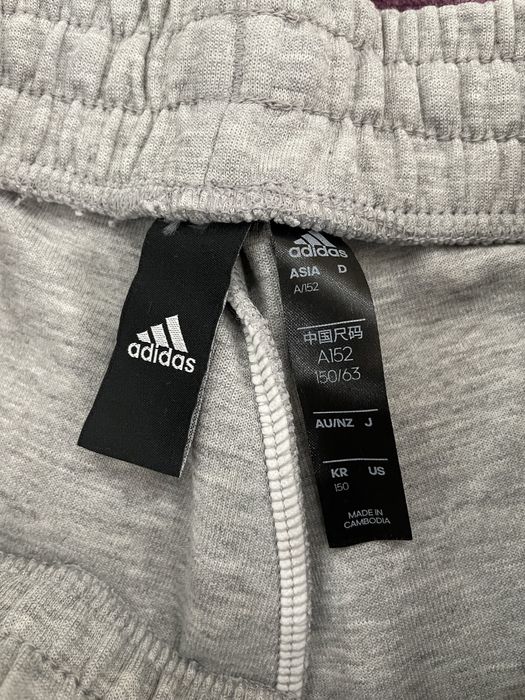 adidas
adidas
ASIA D
A/152
中国尺码
A152
150/63
AU/NZ J
KR US
150
MADE IN
CAMBODIA